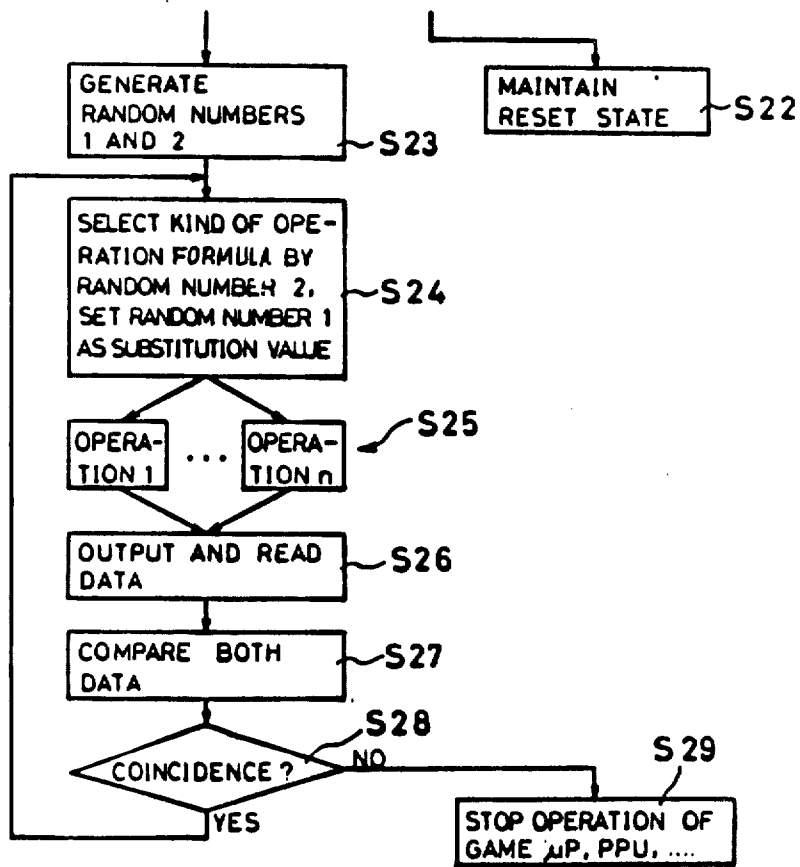 GENERATE
RANDOM NUMBERS
1 AND 2
S23
MAINTAIN
RESET STATE
S22
SELECT KIND OF OPE-
RATION FORMULA BY
RANDOM NUMBER 2,
SET RANDOM NUMBER 1
AS SUBSTITUTION VALUE
S24
OPERA-
TION 1
...
OPERA-
TION n
S25
OUTPUT AND READ
DATA
S26
COMPARE BOTH
DATA
S27
COINCIDENCE?
S28
NO
YES
STOP OPERATION OF
GAME μP, PPU, ....
S29